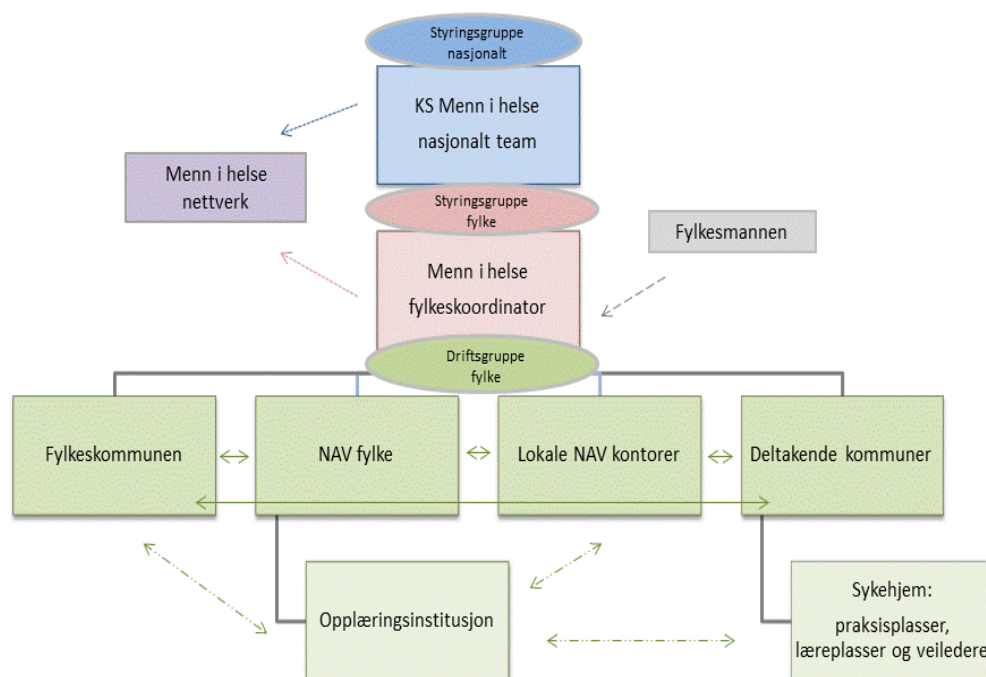 Styringsgruppe
nasjonalt
KS Menn i helse
nasjonalt team
Menn i helse
nettverk
Styringsgruppe
fylke
Fylkesmannen
Menn i helse
fylkeskoordinator
Driftsgruppe
fylke
Fylkeskommunen
NAV fylke
Lokale NAV kontorer
Deltakende kommuner
Opplæringsinstitusjon
Sykehjem:
praksisplasser,
læreplasser og veiledere